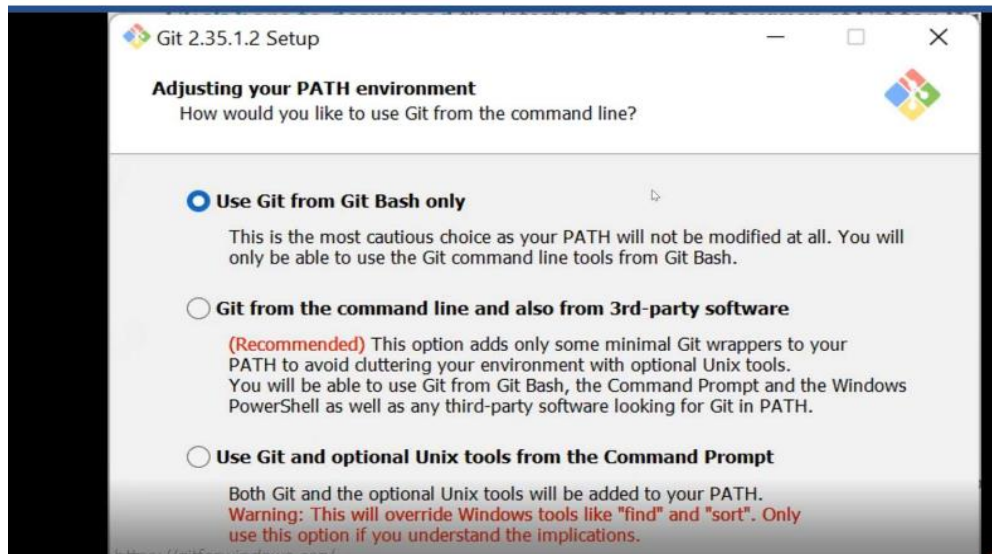 Git 2.35.1.2 Setup
Adjusting your PATH environment
How would you like to use Git from the command line?
Use Git from Git Bash only
This is the most cautious choice as your PATH will not be modified at all. You will
only be able to use the Git command line tools from Git Bash.
Git from the command line and also from 3rd-party software
(Recommended) This option adds only some minimal Git wrappers to your
PATH to avoid cluttering your environment with optional Unix tools.
You will be able to use Git from Git Bash, the Command Prompt and the Windows
PowerShell as well as any third-party software looking for Git in PATH.
Use Git and optional Unix tools from the Command Prompt
Both Git and the optional Unix tools will be added to your PATH.
Warning: This will override Windows tools like "find" and "sort". Only
use this option if you understand the implications.